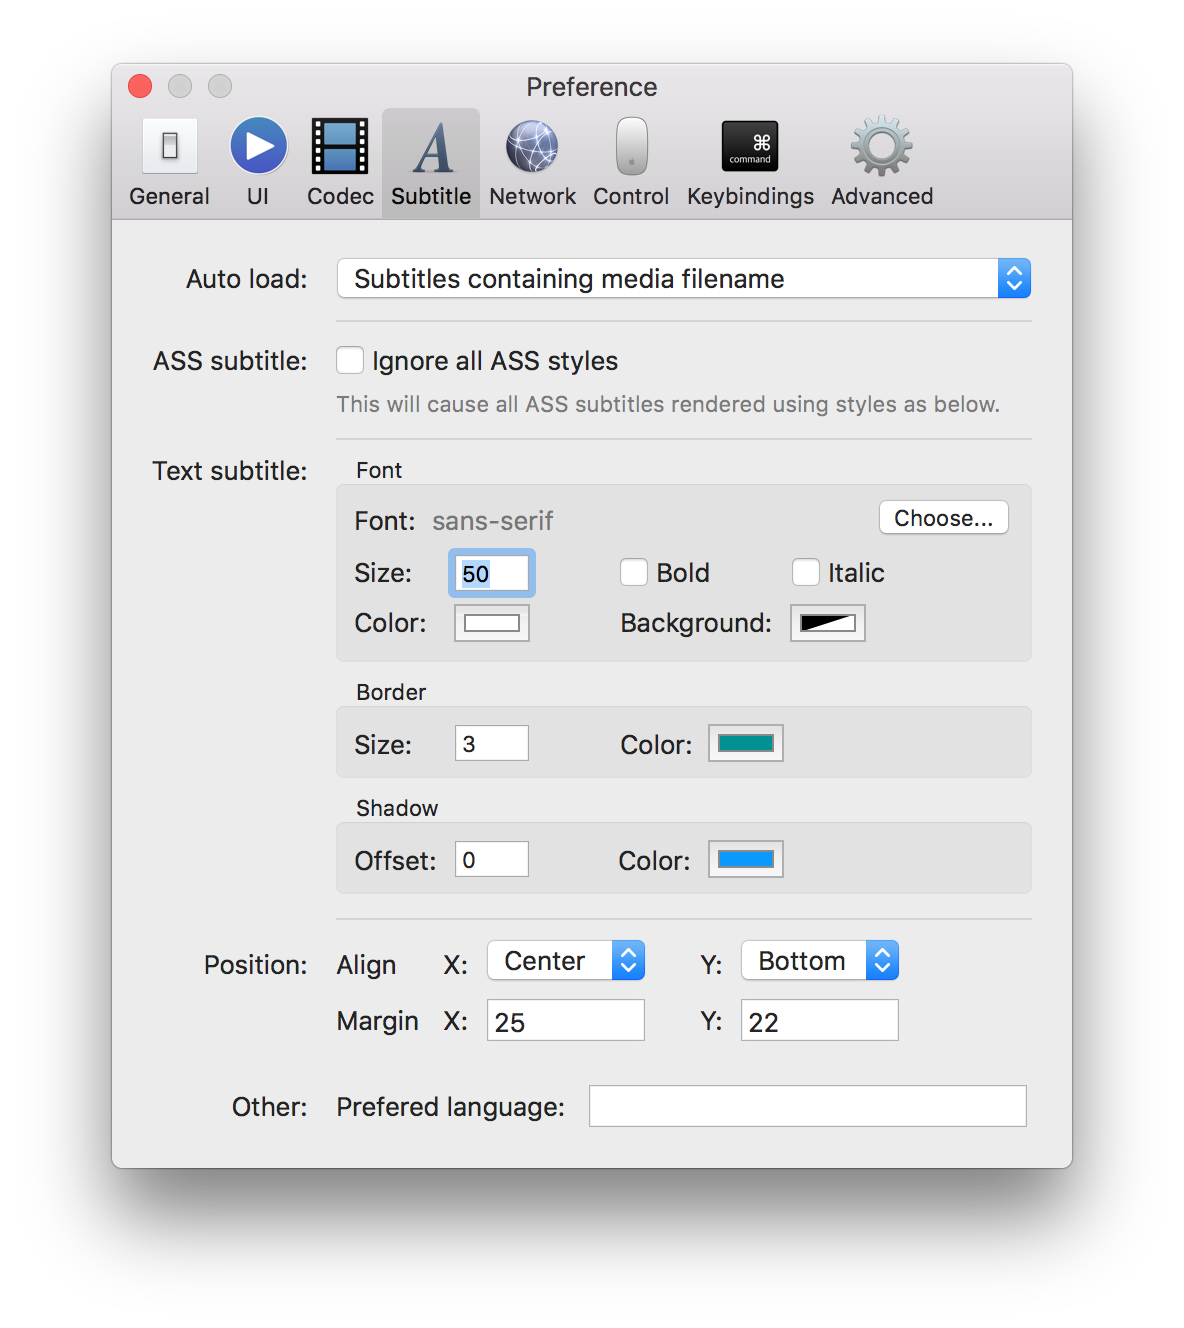 Preference
⌘
command
General UI Codec Subtitle Network Control Keybindings Advanced
Auto load: Subtitles containing media filename
ASS subtitle: Ignore all ASS styles
This will cause all ASS subtitles rendered using styles as below.
Text subtitle: Font
Font: sans-serif Choose...
Size: 50 Bold Italic
Color: Background:
Border
Size: 3 Color:
Shadow
Offset: 0 Color:
Position: Align X: Center Y: Bottom
Margin X: 25 Y: 22
Other: Prefered language: